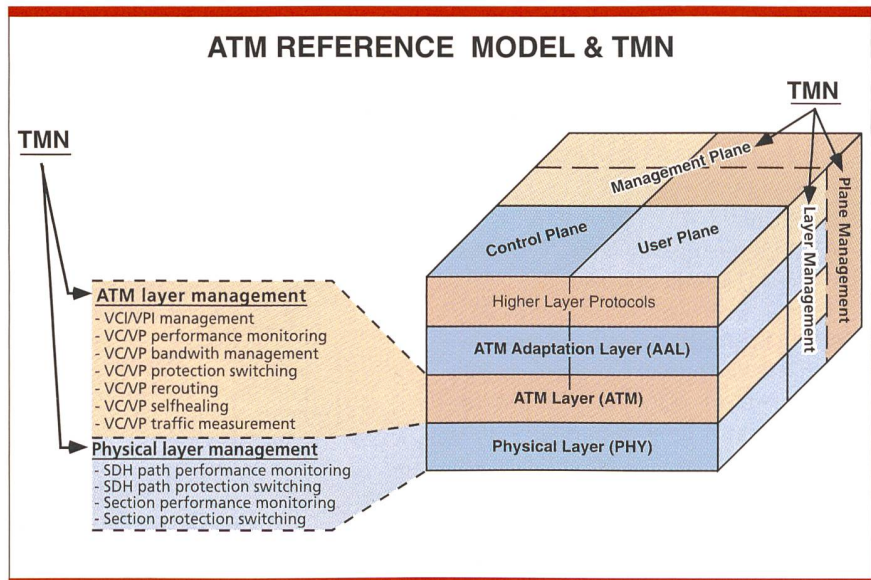 ATM REFERENCE MODEL & TMN
TMN
TMN
Management Plane
Control Plane
User Plane
Layer Management
Plane Management
Higher Layer Protocols
ATM Adaptation Layer (AAL)
ATM Layer (ATM)
Physical Layer (PHY)
ATM layer management
- VCI/VPI management
- VC/VP performance monitoring
- VC/VP bandwith management
- VC/VP protection switching
- VC/VP rerouting
- VC/VP selfhealing
- VC/VP traffic measurement
Physical layer management
- SDH path performance monitoring
- SDH path protection switching
- Section performance monitoring
- Section protection switching